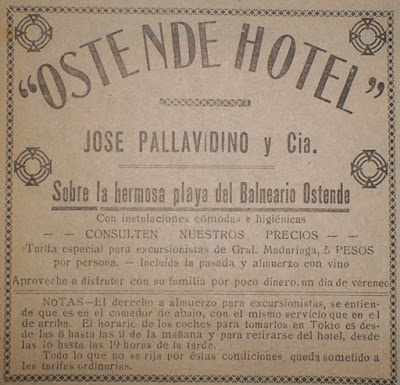 "OSTENDE HOTEL"
JOSE PALLAVIDINO y Cia.
Sobre la hermosa playa del Balneario Ostende
Con instalaciones cómodas e higiénicas
- - CONSULTEN NUESTROS PRECIOS - -
Tarifa especial para excursionistas de Gral. Madariaga, 5 PESOS
por persona. — Incluída la pasada y almuerzo con vino
Aproveche a disfrutar con su familia por poco dinero, un día de veraneo
NOTAS—El derecho a almuerzo para excursionistas, se entien-
de que es en el comedor de abajo, con el mismo servicio que en el
de arriba. El horario de los coches para tomarlos en Tokio es des-
de las 8 hasta las 9 de la mañana y para retirarse del hotel, desde
las 16 hasta las 19 horas de la tarde.
Todo lo que no se rija por éstas condiciones, queda sometido a
las tarifas ordinarias.